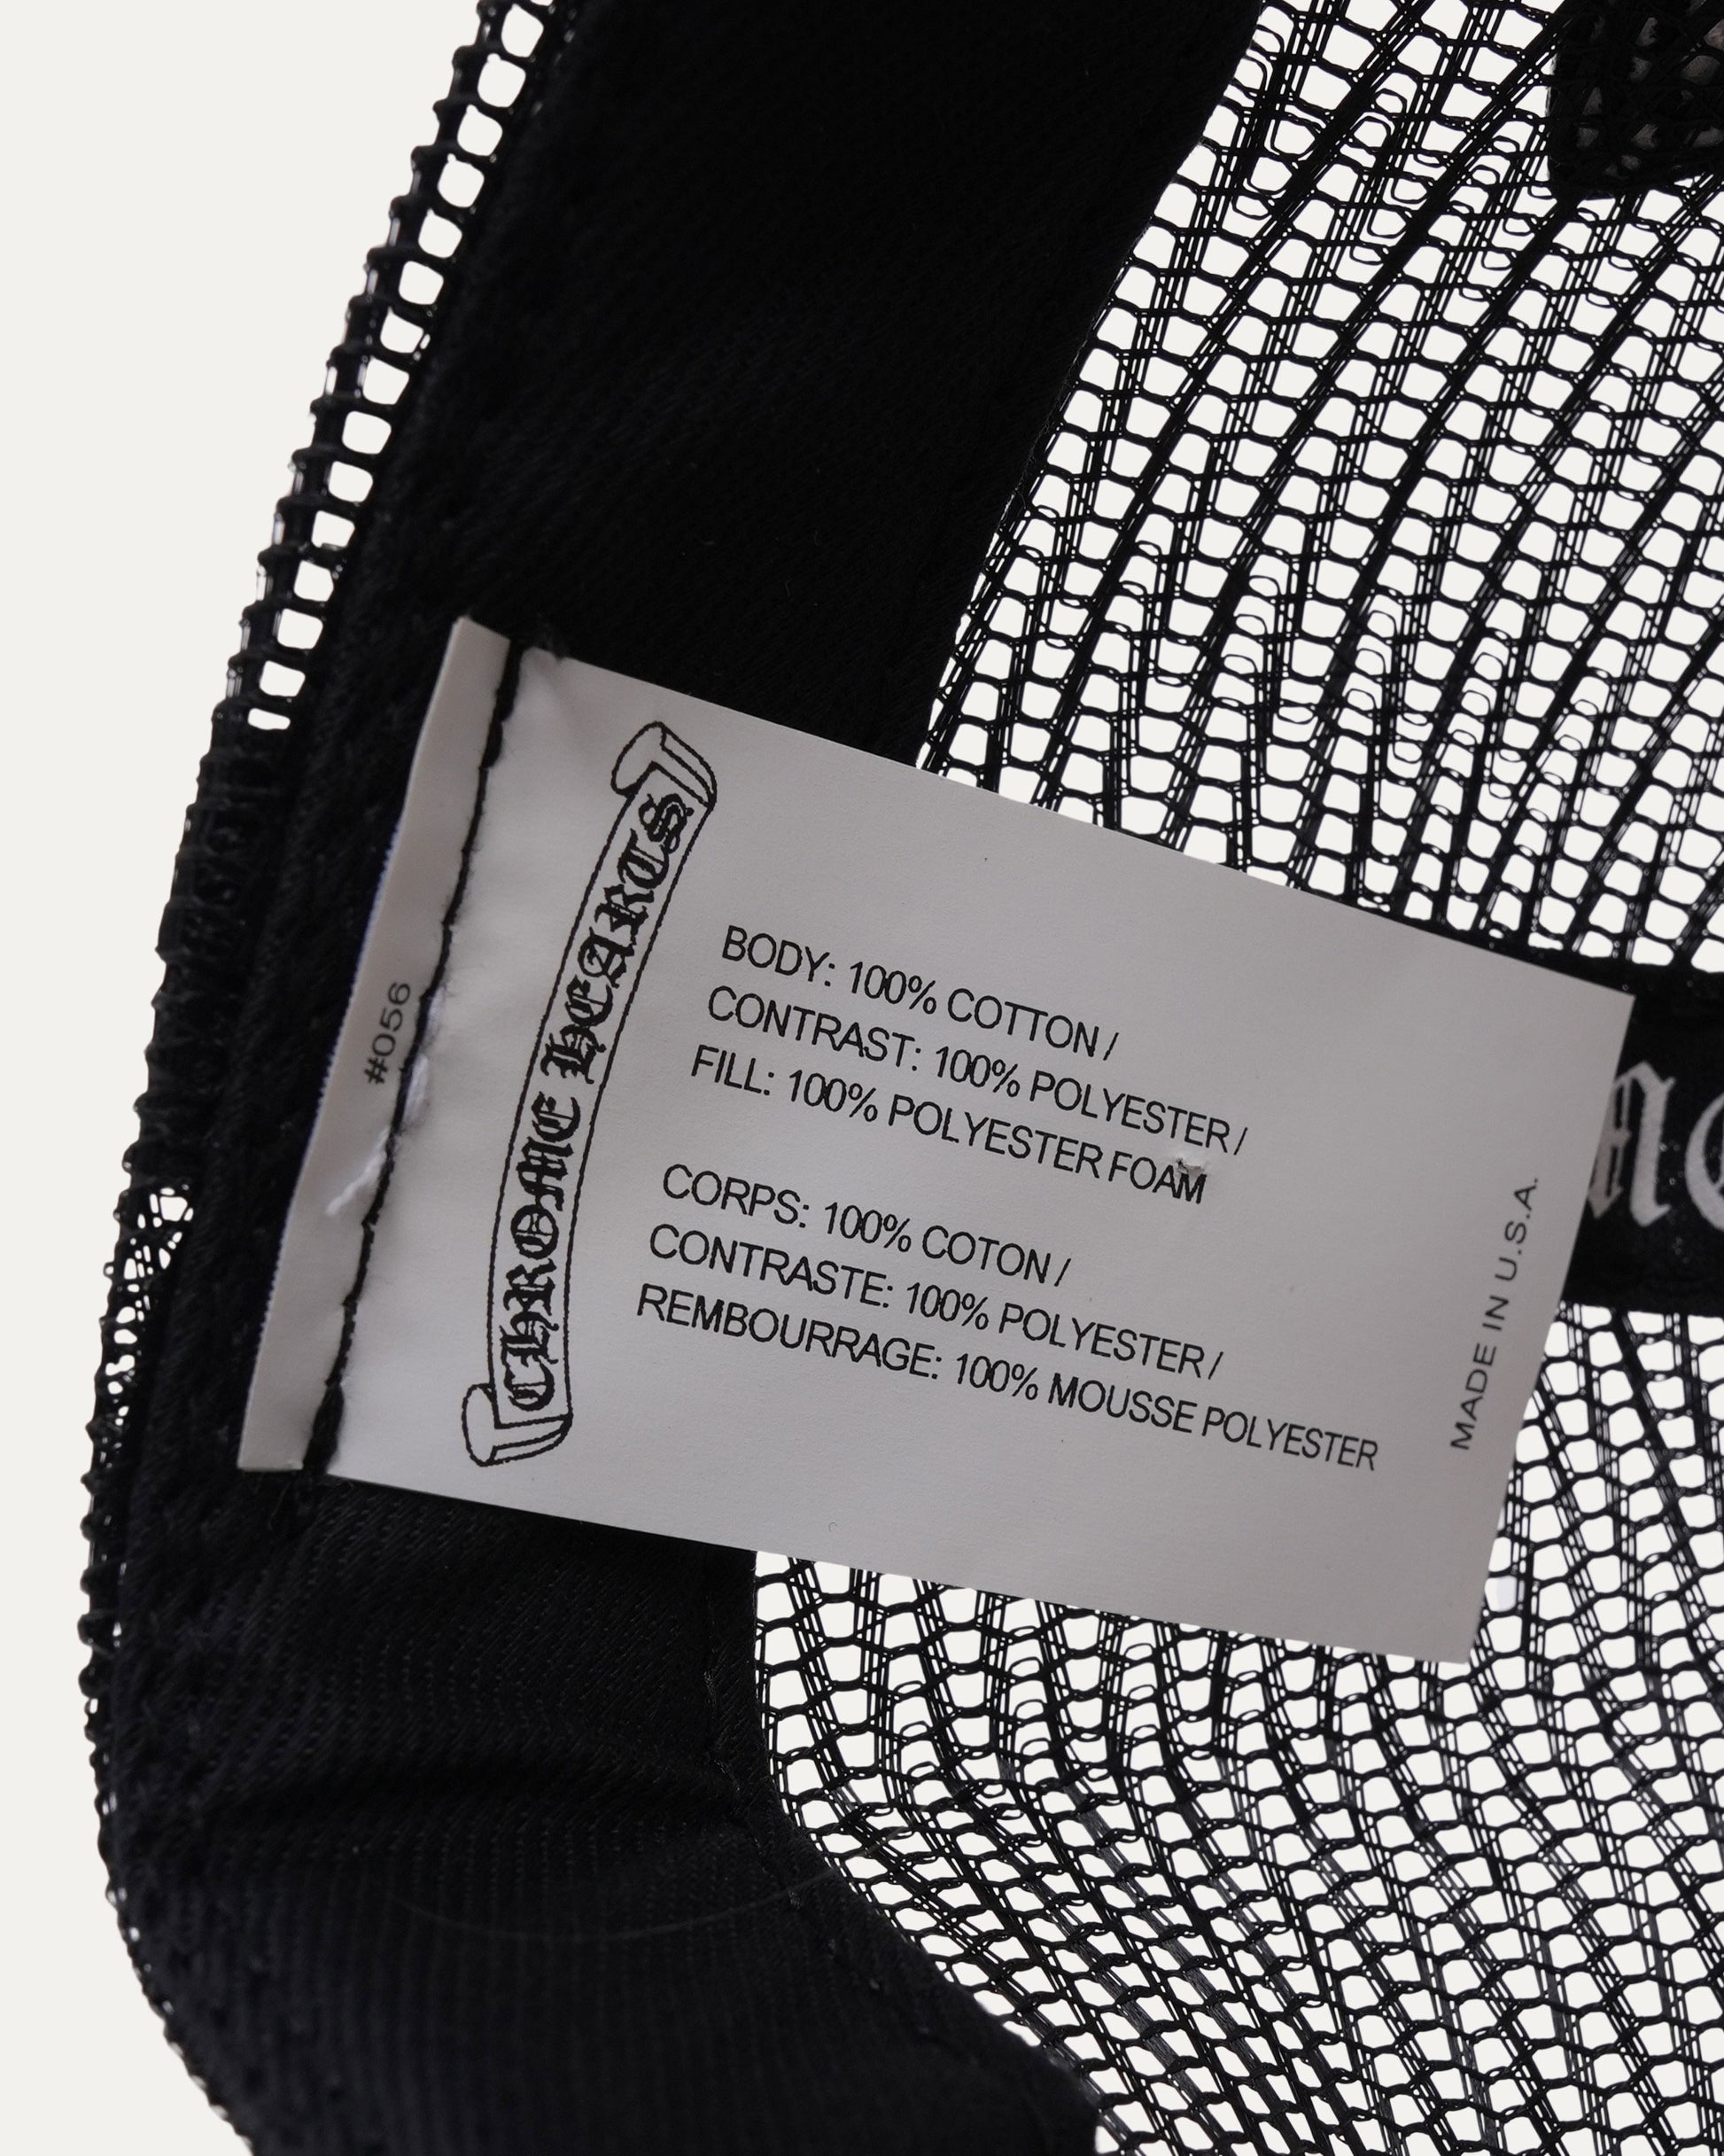 #056
CHROME HEARTS
BODY: 100% COTTON /
CONTRAST: 100% POLYESTER /
FILL: 100% POLYESTER FOAM
CORPS: 100% COTON /
CONTRASTE: 100% POLYESTER /
REMBOURRAGE: 100% MOUSSE POLYESTER
MADE IN U.S.A.